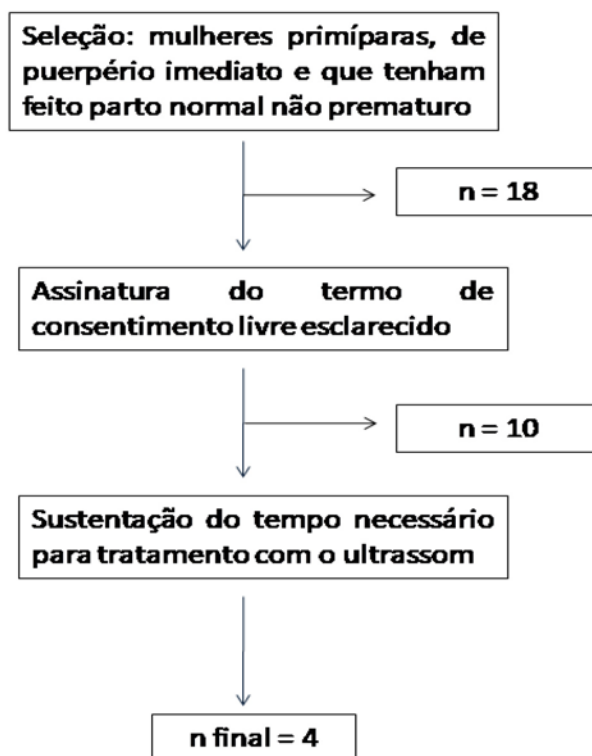 Seleção: mulheres primíparas, de
puerpério imediato e que tenham
feito parto normal não prematuro
n = 18
Assinatura do termo de
consentimento livre esclarecido
n = 10
Sustentação do tempo necessário
para tratamento com o ultrassom
n final = 4